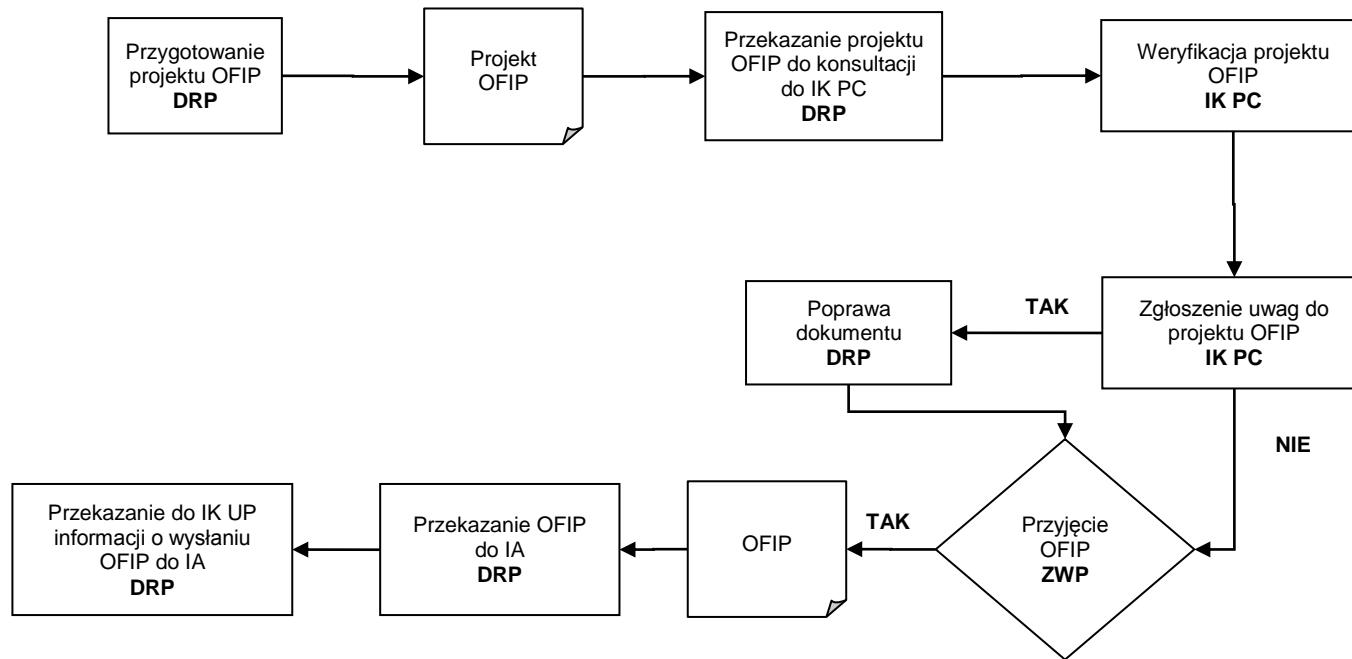 Przygotowanie
projektu OFIP
DRP
Projekt
OFIP
Przekazanie projektu
OFIP do konsultacji
do IK PC
DRP
Weryfikacja projektu
OFIP
IK PC
Poprawa
dokumentu
DRP
TAK
Zgłoszenie uwag do
projektu OFIP
IK PC
NIE
Przekazanie do IK UP
informacji o wysłaniu
OFIP do IA
DRP
Przekazanie OFIP
do IA
DRP
OFIP
TAK
Przyjęcie
OFIP
ZWP